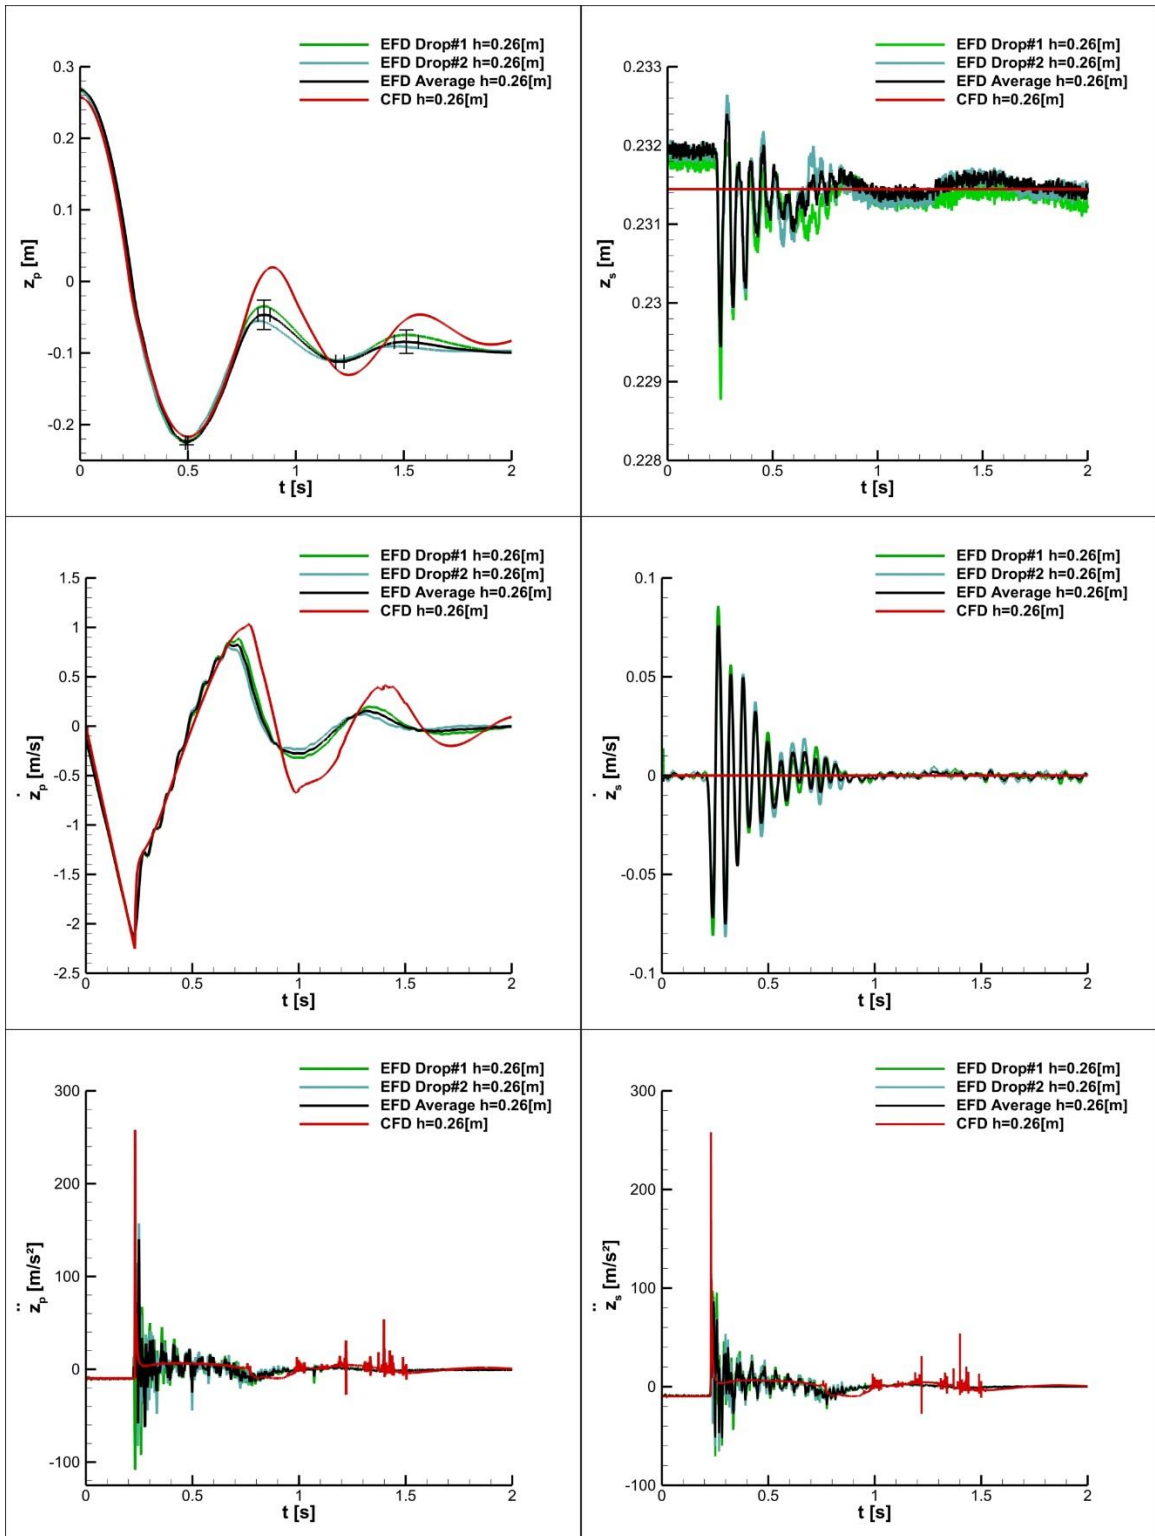 EFD Drop#1 h=0.26[m]
EFD Drop#2 h=0.26[m]
EFD Average h=0.26[m]
CFD h=0.26[m]
0.3
0.2
0.1
0
-0.1
-0.2
z_p [m]
0 0.5 1 1.5 2
t [s]
EFD Drop#1 h=0.26[m]
EFD Drop#2 h=0.26[m]
EFD Average h=0.26[m]
CFD h=0.26[m]
0.233
0.232
0.231
0.23
0.229
0.228
z_s [m]
0 0.5 1 1.5 2
t [s]
EFD Drop#1 h=0.26[m]
EFD Drop#2 h=0.26[m]
EFD Average h=0.26[m]
CFD h=0.26[m]
1.5
1
0.5
0
-0.5
-1
-1.5
-2
-2.5
ż_p [m/s]
0 0.5 1 1.5 2
t [s]
EFD Drop#1 h=0.26[m]
EFD Drop#2 h=0.26[m]
EFD Average h=0.26[m]
CFD h=0.26[m]
0.1
0.05
0
-0.05
-0.1
ż_s [m/s]
0 0.5 1 1.5 2
t [s]
EFD Drop#1 h=0.26[m]
EFD Drop#2 h=0.26[m]
EFD Average h=0.26[m]
CFD h=0.26[m]
300
200
100
0
-100
z̈_p [m/s²]
0 0.5 1 1.5 2
t [s]
EFD Drop#1 h=0.26[m]
EFD Drop#2 h=0.26[m]
EFD Average h=0.26[m]
CFD h=0.26[m]
300
200
100
0
-100
z̈_s [m/s²]
0 0.5 1 1.5 2
t [s]